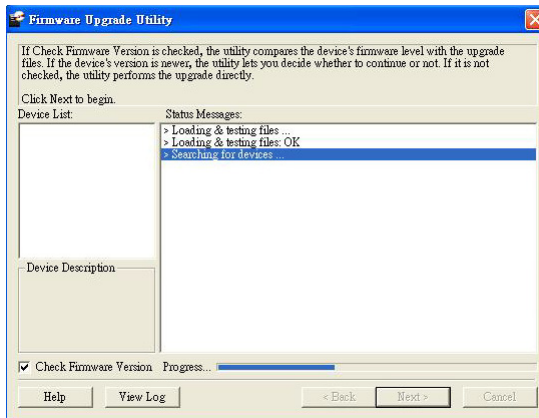 Firmware Upgrade Utility
If Check Firmware Version is checked, the utility compares the device's firmware level with the upgrade
files. If the device's version is newer, the utility lets you decide whether to continue or not. If it is not
checked, the utility performs the upgrade directly.
Click Next to begin.
Device List:
Status Messages:
> Loading & testing files ...
> Loading & testing files: OK
> Searching for devices ...
Device Description
Check Firmware Version
Progress...
Help
View Log
< Back
Next >
Cancel